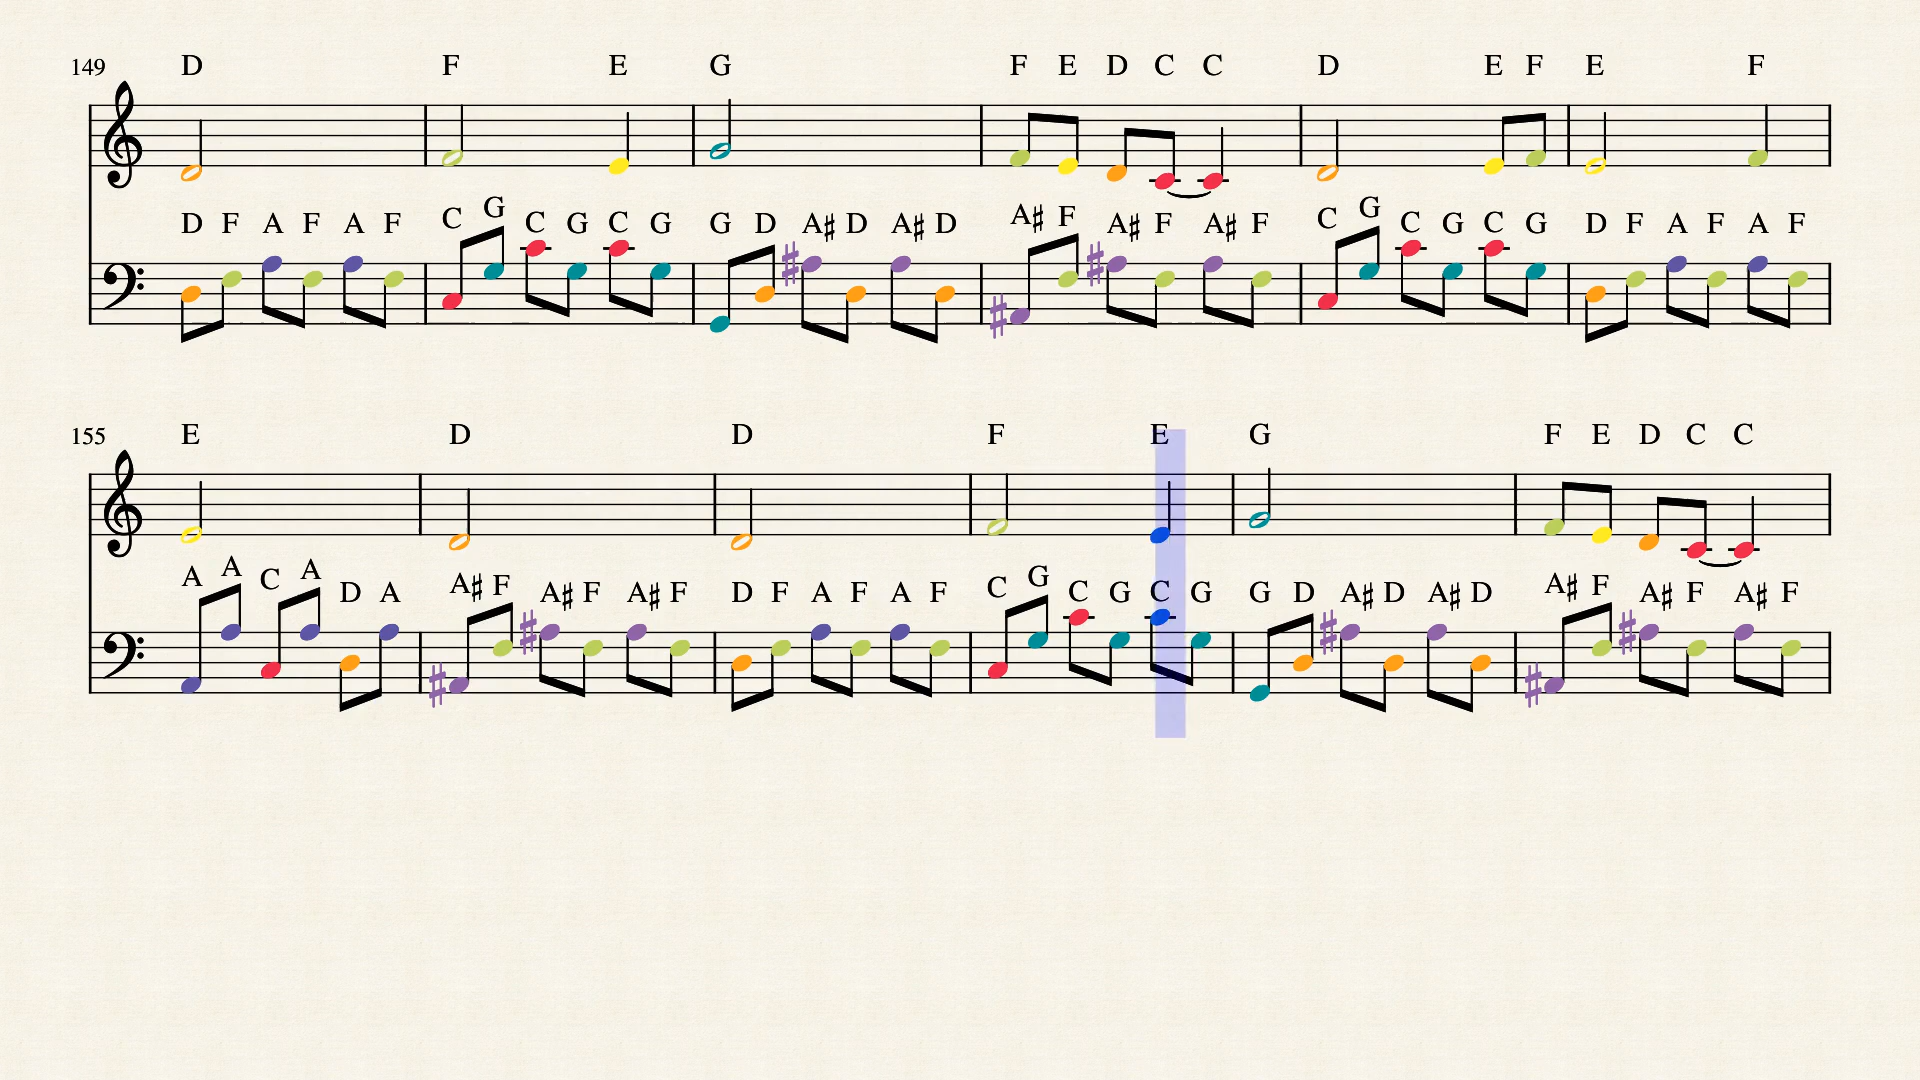 149 D F E G F E D C C D E F E F
D F A F A F C G C G C G G D A♯ D A♯ D A♯ F A♯ F A♯ F C G C G C G D F A F A F
155 E D D F E G F E D C C
A A C A D A A♯ F A♯ F A♯ F D F A F A F C G C G C G G D A♯ D A♯ D A♯ F A♯ F A♯ F